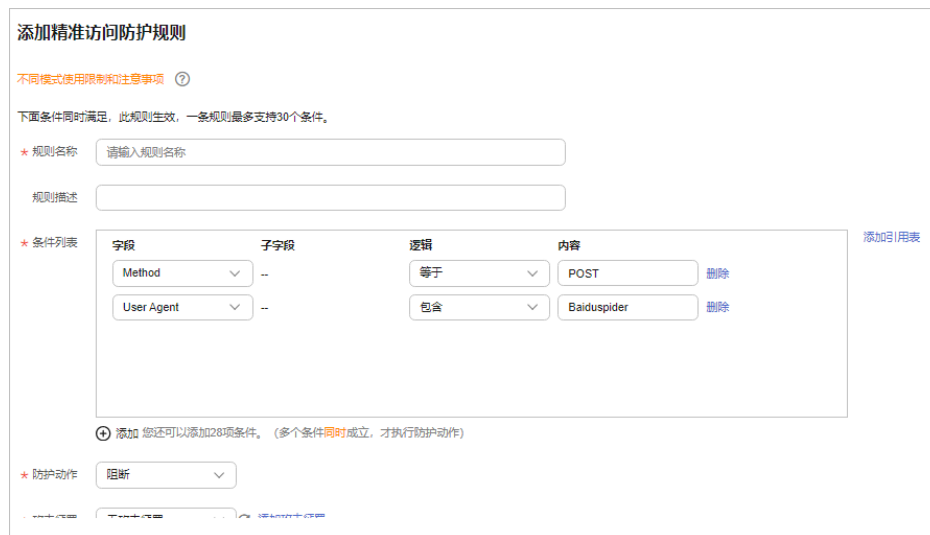 添加精准访问防护规则
不同模式使用限制和注意事项 ?
下面条件同时满足，此规则生效，一条规则最多支持30个条件。
* 规则名称 请输入规则名称
规则描述
* 条件列表 添加引用表
字段 子字段 逻辑 内容
Method -- 等于 POST 删除
User Agent -- 包含 Baiduspider 删除
添加 您还可以添加28项条件。（多个条件同时成立，才执行防护动作）
* 防护动作 阻断